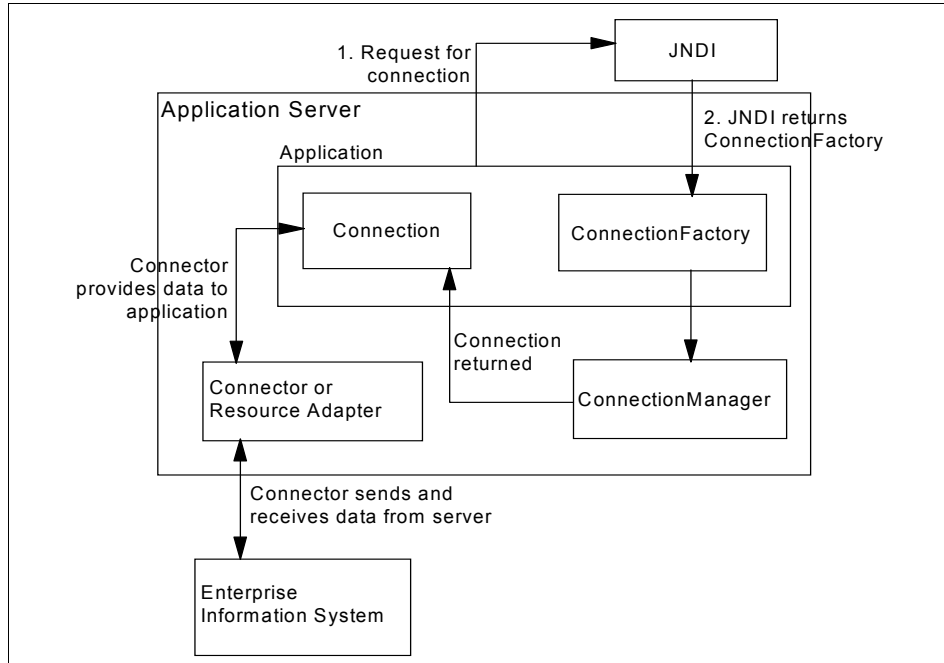 1. Request for
connection
JNDI
Application Server
2. JNDI returns
ConnectionFactory
Application
Connection
ConnectionFactory
Connector
provides data to
application
Connection
returned
Connector or
Resource Adapter
ConnectionManager
Connector sends and
receives data from server
Enterprise
Information System